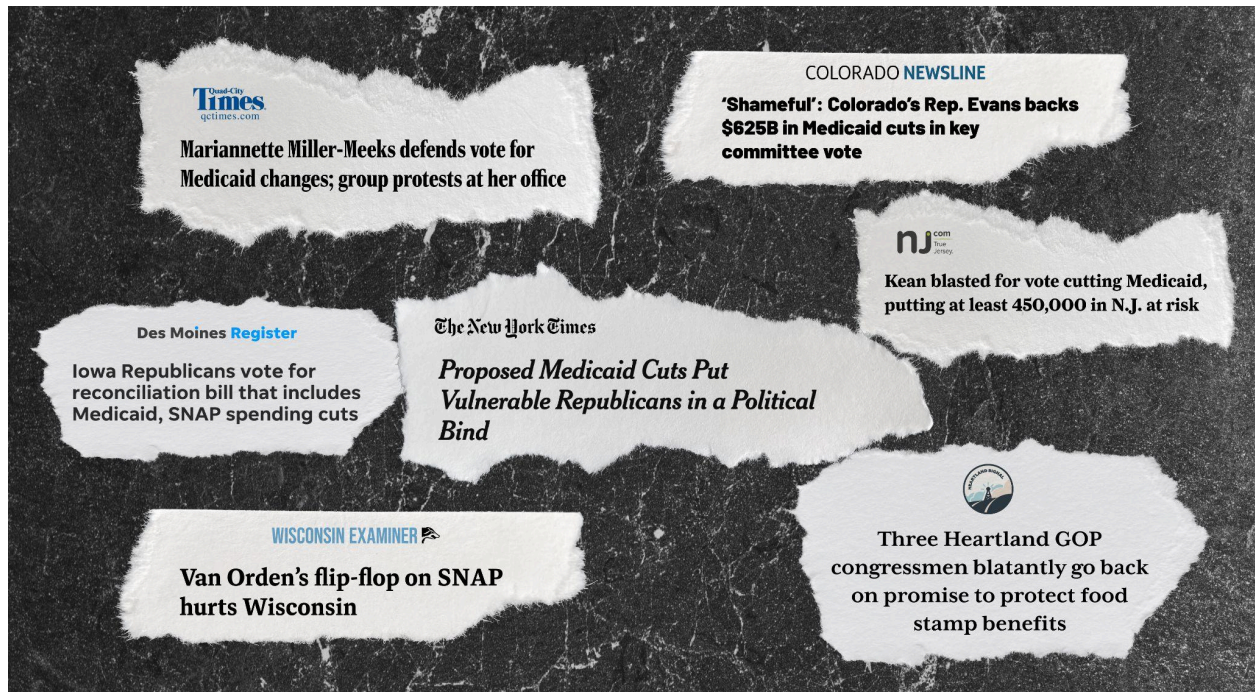 Quad-City
Times
qctimes.com
Mariannette Miller-Meeks defends vote for
Medicaid changes; group protests at her office
COLORADO NEWSLINE
‘Shameful’: Colorado’s Rep. Evans backs
$625B in Medicaid cuts in key
committee vote
nj.com
True
Jersey.
Kean blasted for vote cutting Medicaid,
putting at least 450,000 in N.J. at risk
Des Moines Register
Iowa Republicans vote for
reconciliation bill that includes
Medicaid, SNAP spending cuts
The New York Times
Proposed Medicaid Cuts Put
Vulnerable Republicans in a Political
Bind
WISCONSIN EXAMINER
Van Orden’s flip-flop on SNAP
hurts Wisconsin
HEARTLAND SIGNAL
Three Heartland GOP
congressmen blatantly go back
on promise to protect food
stamp benefits